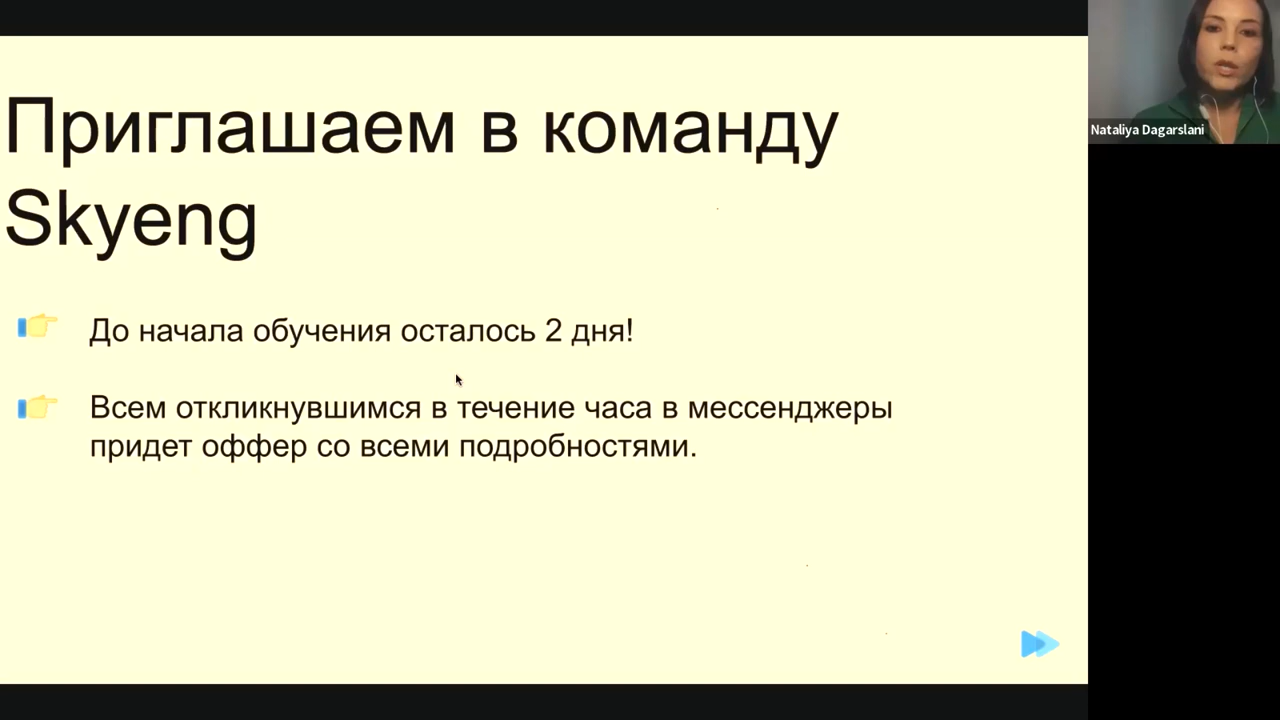 Приглашаем в команду
Skyeng
До начала обучения осталось 2 дня!
Всем откликнувшимся в течение часа в мессенджеры
придет оффер со всеми подробностями.
Nataliya Dagarslani